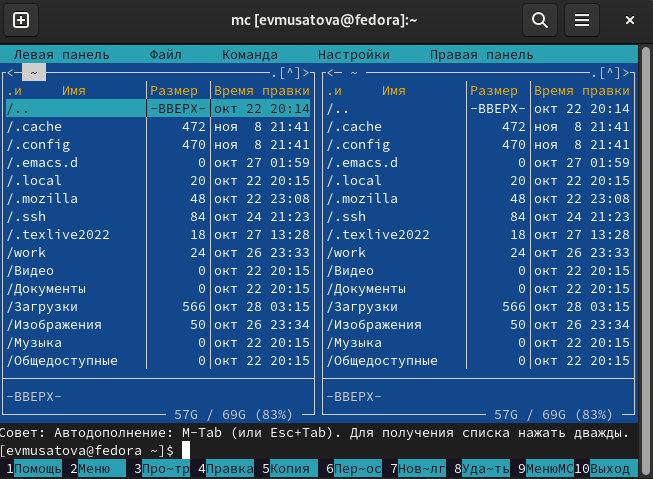 mc [evmusatova@fedora]:~
Левая панель Файл Команда Настройки Правая панель
<─ ~ ─.[^]>┐ <─ ~ ─.[^]>┐
.и Имя Размер Время правки .и Имя Размер Время правки
/.. -ВВЕРХ- окт 22 20:14 /.. -ВВЕРХ- окт 22 20:14
/.cache 472 ноя 8 21:41 /.cache 472 ноя 8 21:41
/.config 470 ноя 8 21:41 /.config 470 ноя 8 21:41
/.emacs.d 0 окт 27 01:59 /.emacs.d 0 окт 27 01:59
/.local 20 окт 22 20:15 /.local 20 окт 22 20:15
/.mozilla 48 окт 22 23:08 /.mozilla 48 окт 22 23:08
/.ssh 84 окт 24 21:23 /.ssh 84 окт 24 21:23
/.texlive2022 18 окт 27 13:28 /.texlive2022 18 окт 27 13:28
/work 24 окт 26 23:33 /work 24 окт 26 23:33
/Видео 0 окт 22 20:15 /Видео 0 окт 22 20:15
/Документы 0 окт 22 20:15 /Документы 0 окт 22 20:15
/Загрузки 566 окт 28 03:15 /Загрузки 566 окт 28 03:15
/Изображения 50 окт 26 23:34 /Изображения 50 окт 26 23:34
/Музыка 0 окт 22 20:15 /Музыка 0 окт 22 20:15
/Общедоступные 0 окт 22 20:15 /Общедоступные 0 окт 22 20:15
-ВВЕРХ- -ВВЕРХ-
57G / 69G (83%) 57G / 69G (83%)
Совет: Автодополнение: M-Tab (или Esc+Tab). Для получения списка нажать дважды.
[evmusatova@fedora ~]$
1Помощь 2Меню 3Про~тр 4Правка 5Копия 6Пер~ос 7Нов~лг 8Уда~ть 9МенюMC 10Выход